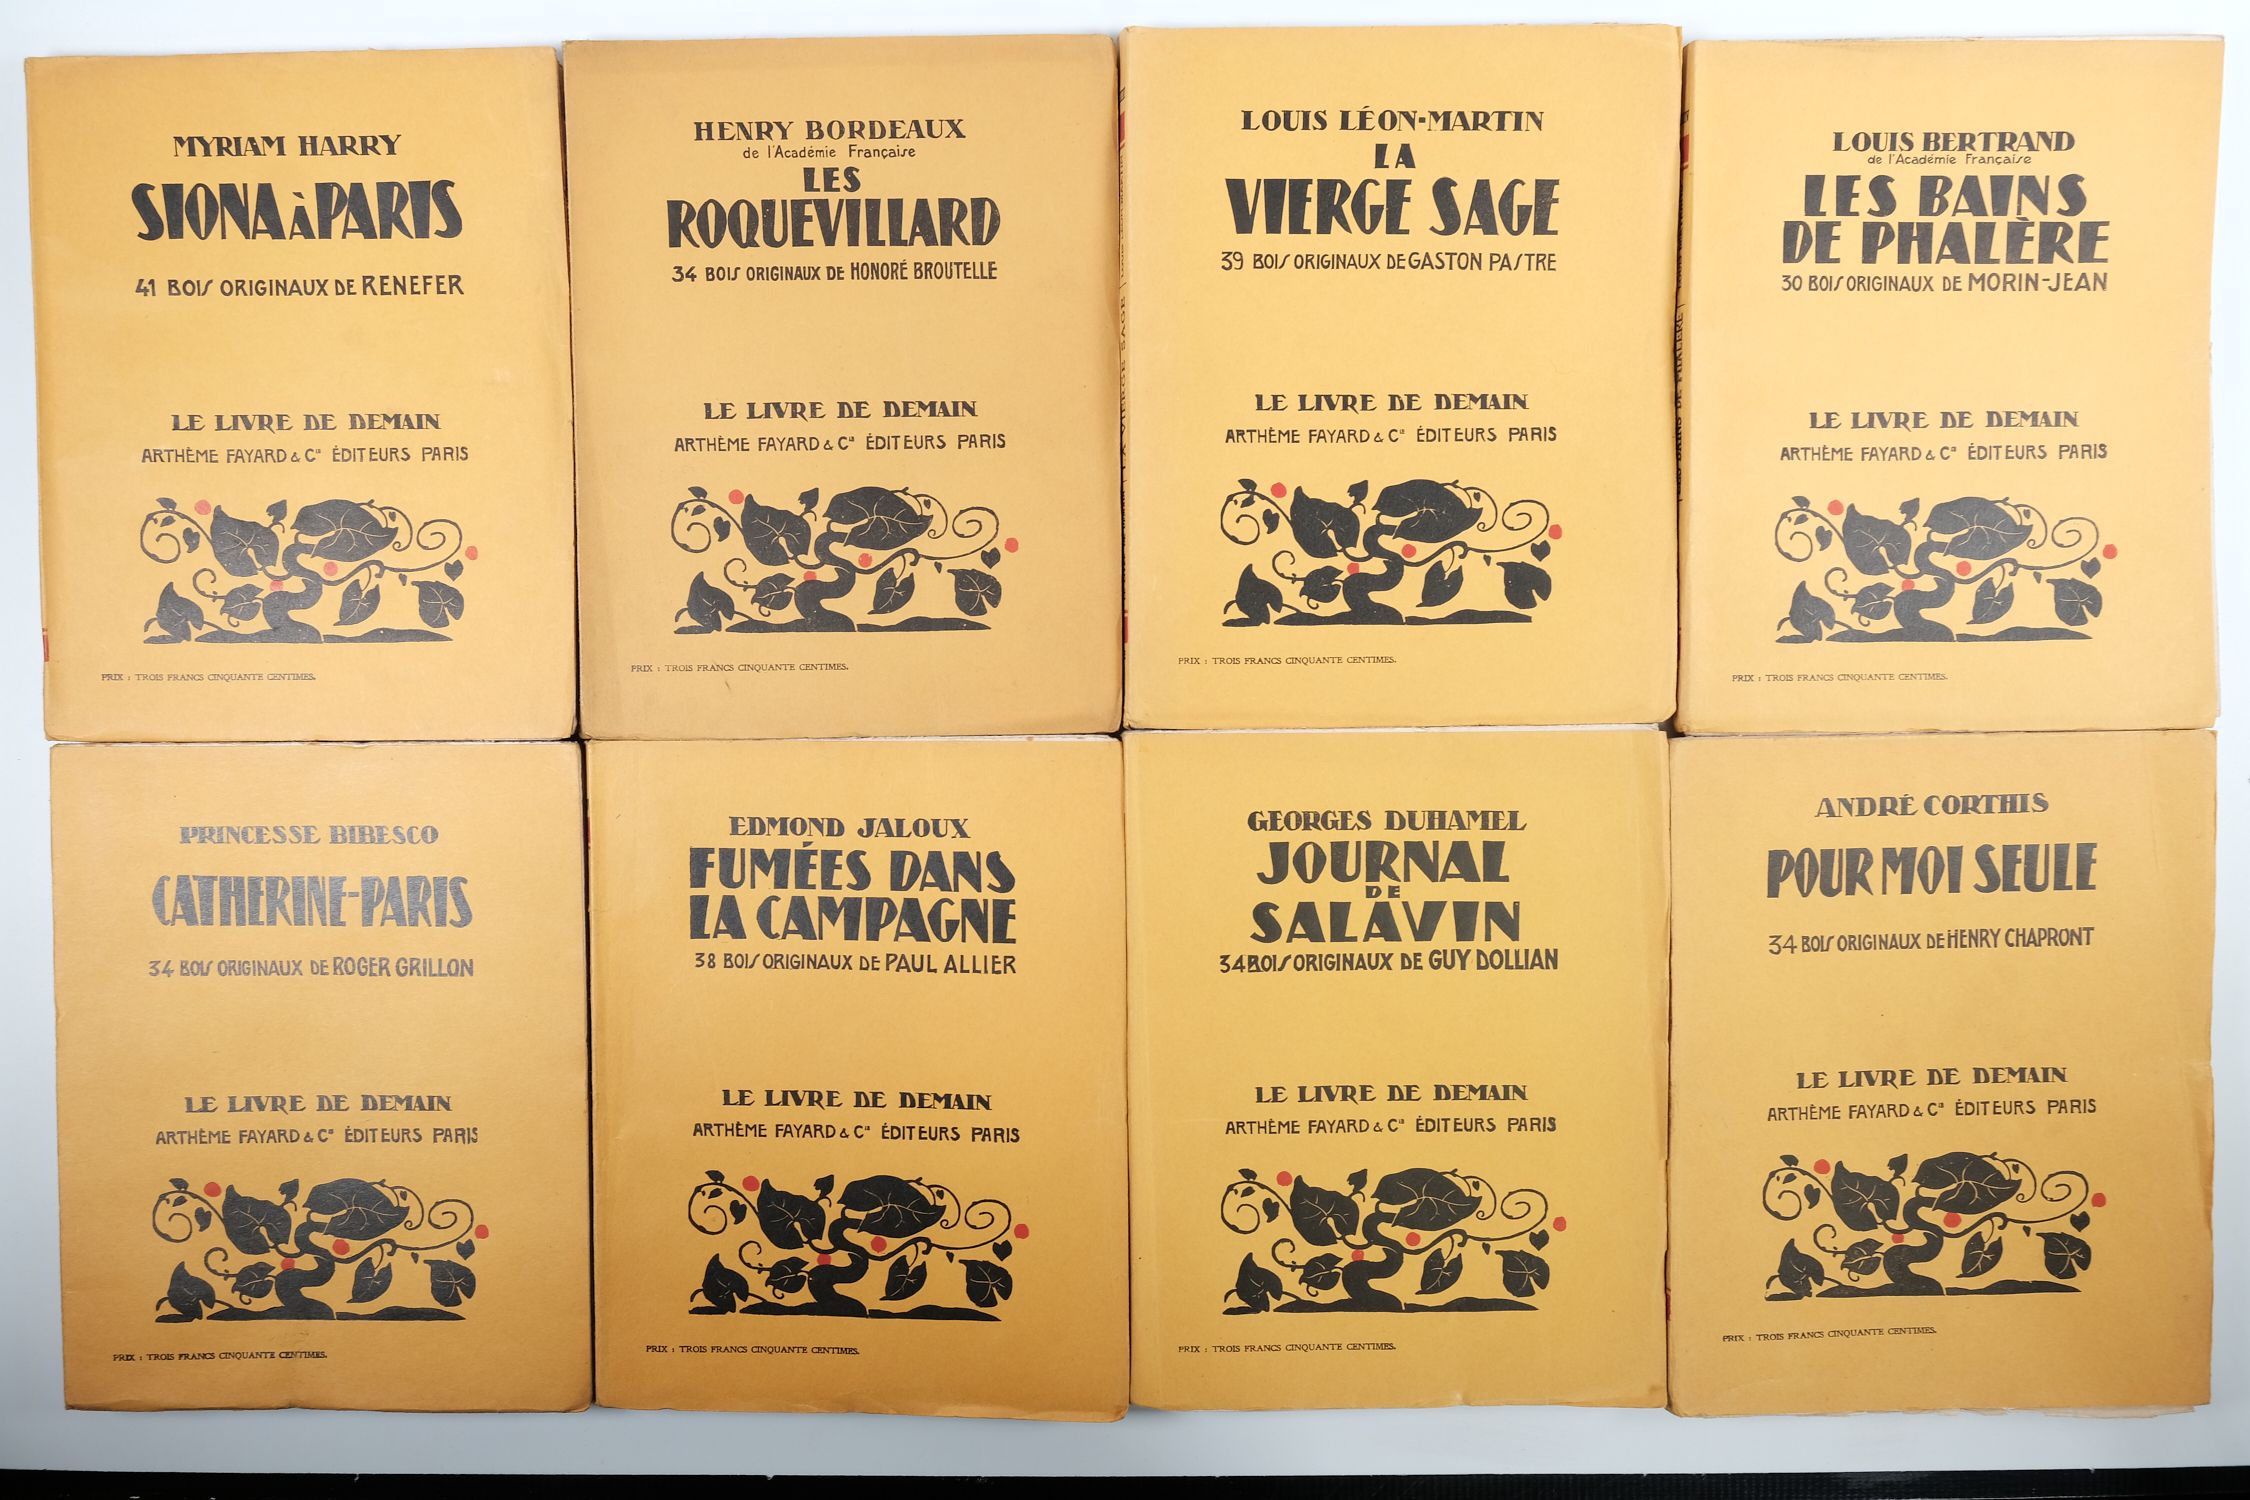 MYRIAM HARRY
SIONA À PARIS
41 BOIS ORIGINAUX DE RENEFER
LE LIVRE DE DEMAIN
ARTHÈME FAYARD & Cie ÉDITEURS PARIS
PRIX : TROIS FRANCS CINQUANTE CENTIMES.
HENRY BORDEAUX
de l'Académie Française
LES
ROQUEVILLARD
34 BOIS ORIGINAUX DE HONORÉ BROUTELLE
LE LIVRE DE DEMAIN
ARTHÈME FAYARD & Cie ÉDITEURS PARIS
PRIX : TROIS FRANCS CINQUANTE CENTIMES.
LOUIS LÉON-MARTIN
LA
VIERGE SAGE
39 BOIS ORIGINAUX DE GASTON PASTRE
LE LIVRE DE DEMAIN
ARTHÈME FAYARD & Cie ÉDITEURS PARIS
PRIX : TROIS FRANCS CINQUANTE CENTIMES.
LOUIS BERTRAND
de l'Académie Française
LES BAINS
DE PHALÈRE
30 BOIS ORIGINAUX DE MORIN-JEAN
LE LIVRE DE DEMAIN
ARTHÈME FAYARD & Cie ÉDITEURS PARIS
PRIX : TROIS FRANCS CINQUANTE CENTIMES.
PRINCESSE BIBESCO
CATHERINE-PARIS
34 BOIS ORIGINAUX DE ROGER GRILLON
LE LIVRE DE DEMAIN
ARTHÈME FAYARD & Cie ÉDITEURS PARIS
PRIX : TROIS FRANCS CINQUANTE CENTIMES.
EDMOND JALOUX
FUMÉES DANS
LA CAMPAGNE
38 BOIS ORIGINAUX DE PAUL ALLIER
LE LIVRE DE DEMAIN
ARTHÈME FAYARD & Cie ÉDITEURS PARIS
PRIX : TROIS FRANCS CINQUANTE CENTIMES.
GEORGES DUHAMEL
JOURNAL
DE
SALAVIN
34 BOIS ORIGINAUX DE GUY DOLLIAN
LE LIVRE DE DEMAIN
ARTHÈME FAYARD & Cie ÉDITEURS PARIS
PRIX : TROIS FRANCS CINQUANTE CENTIMES.
ANDRÉ CORTHIS
POUR MOI SEULE
34 BOIS ORIGINAUX DE HENRY CHAPRONT
LE LIVRE DE DEMAIN
ARTHÈME FAYARD & Cie ÉDITEURS PARIS
PRIX : TROIS FRANCS CINQUANTE CENTIMES.